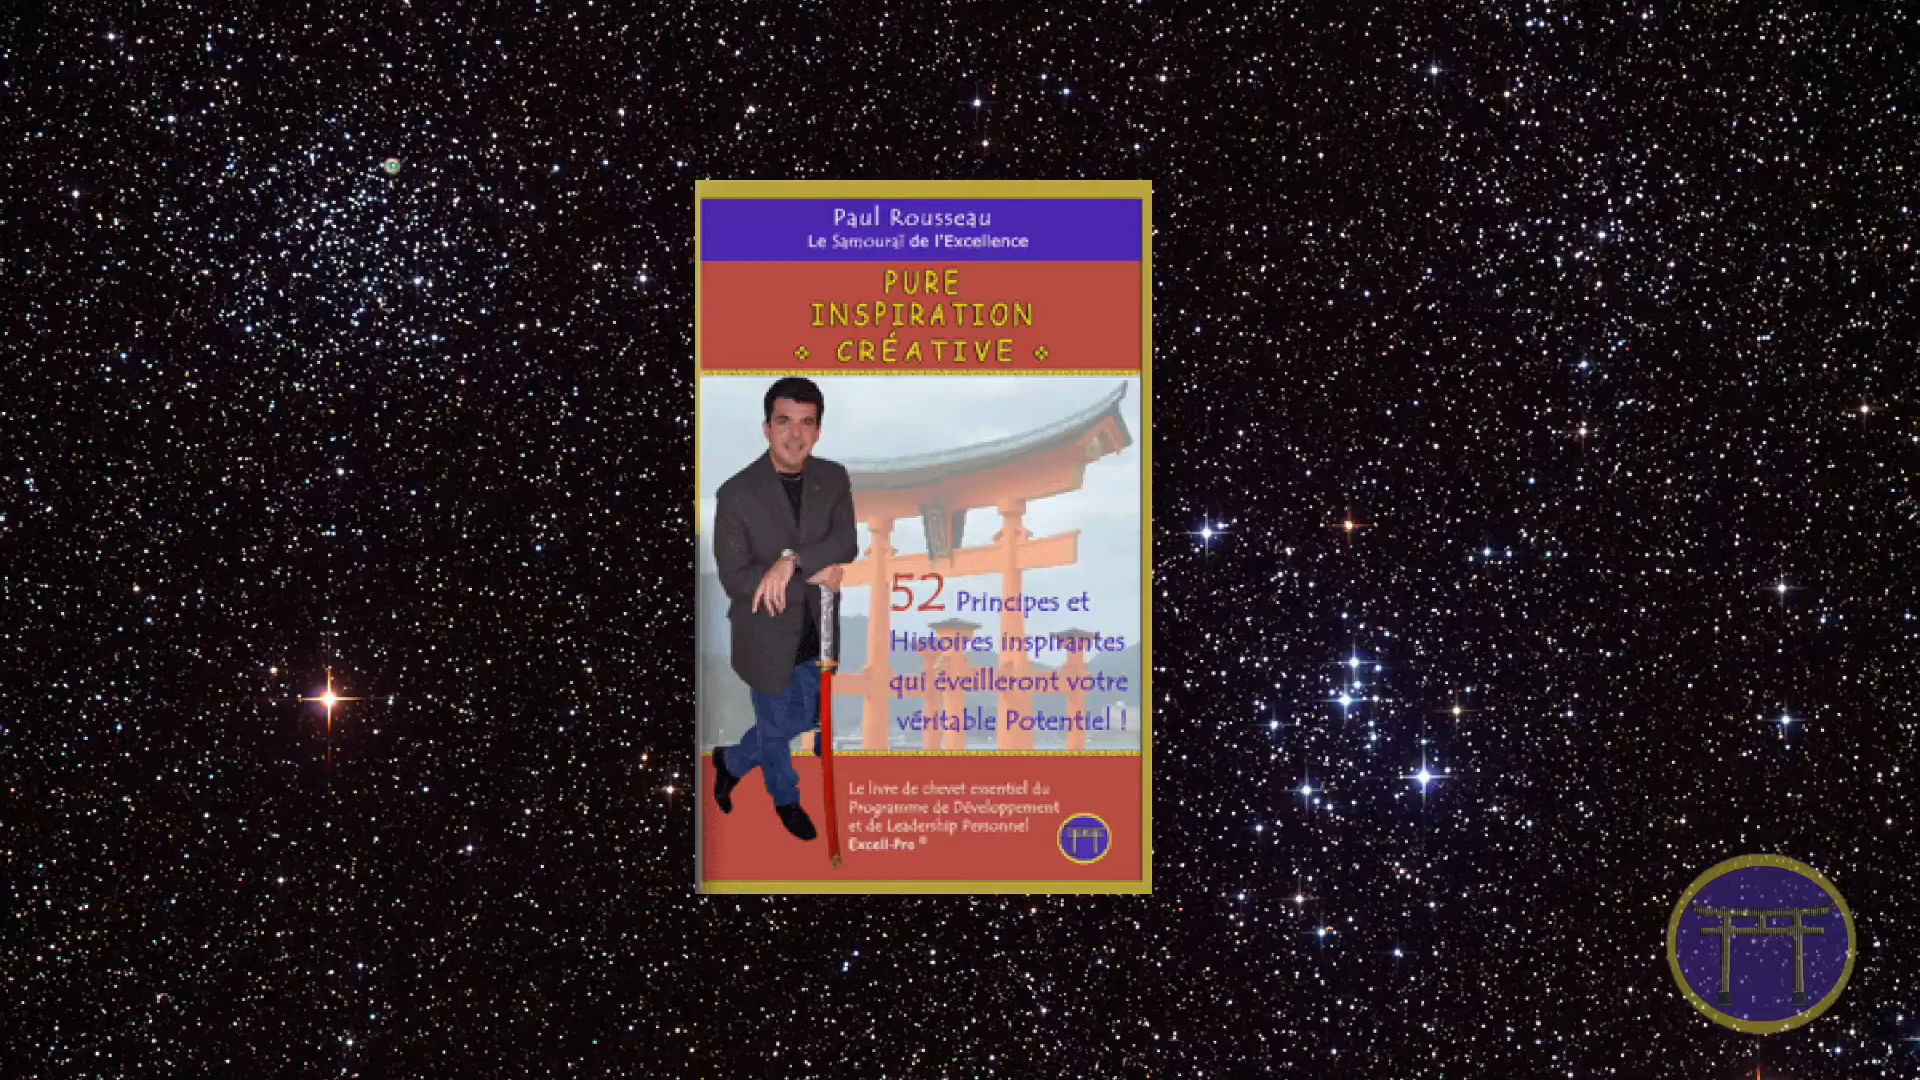 Paul Rousseau
Le Samouraï de l'Excellence
PURE
INSPIRATION
CRÉATIVE
52 Principes et
Histoires inspirantes
qui éveilleront votre
véritable Potentiel !
Le livre de chevet essentiel du
Programme de Développement
et de Leadership Personnel
Excell-Pro ®